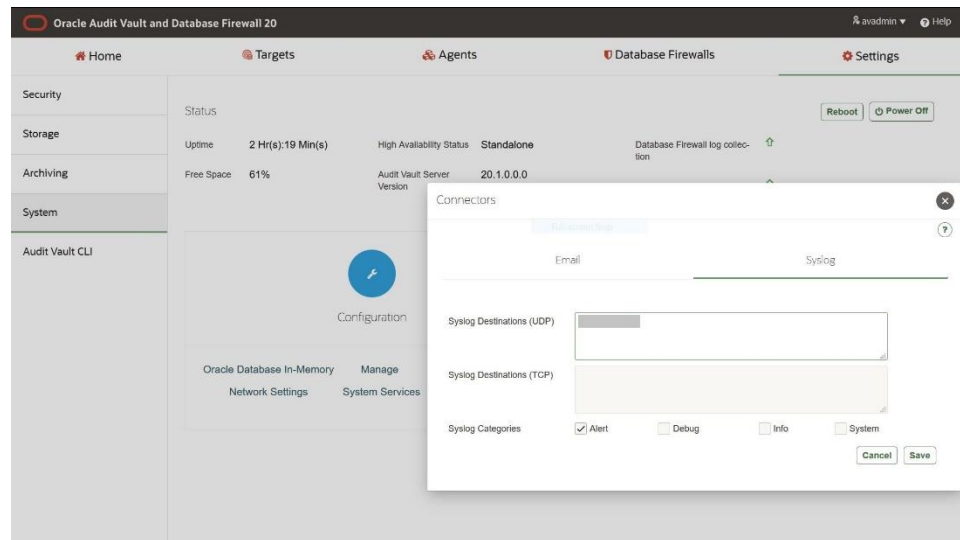 Oracle Audit Vault and Database Firewall 20
avadmin
Help
Home
Targets
Agents
Database Firewalls
Settings
Security
Storage
Archiving
System
Audit Vault CLI
Status
Reboot
Power Off
Uptime 2 Hr(s):19 Min(s)
High Availability Status Standalone
Database Firewall log collec-
tion
Free Space 61%
Audit Vault Server
Version
20.1.0.0.0
Configuration
Oracle Database In-Memory
Manage
Network Settings
System Services
Connectors
?
Email
Syslog
Syslog Destinations (UDP)
Syslog Destinations (TCP)
Syslog Categories
Alert
Debug
Info
System
Cancel
Save